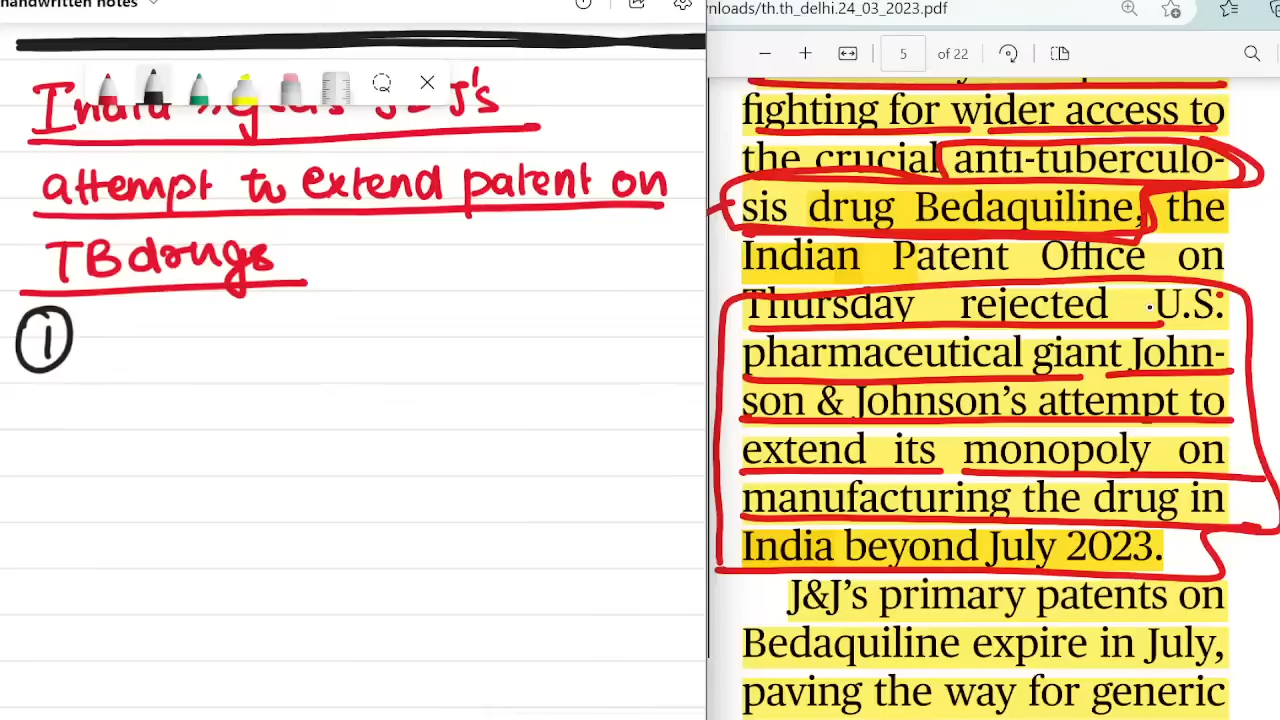 handwritten notes
nloads/th.th_delhi.24_03_2023.pdf
5 of 22
India J&J's
attempt to extend patent on
TB drugs
1
fighting for wider access to
the crucial anti-tuberculo-
sis drug Bedaquiline, the
Indian Patent Office on
Thursday rejected U.S.
pharmaceutical giant John-
son & Johnson's attempt to
extend its monopoly on
manufacturing the drug in
India beyond July 2023.
J&J's primary patents on
Bedaquiline expire in July,
paving the way for generic